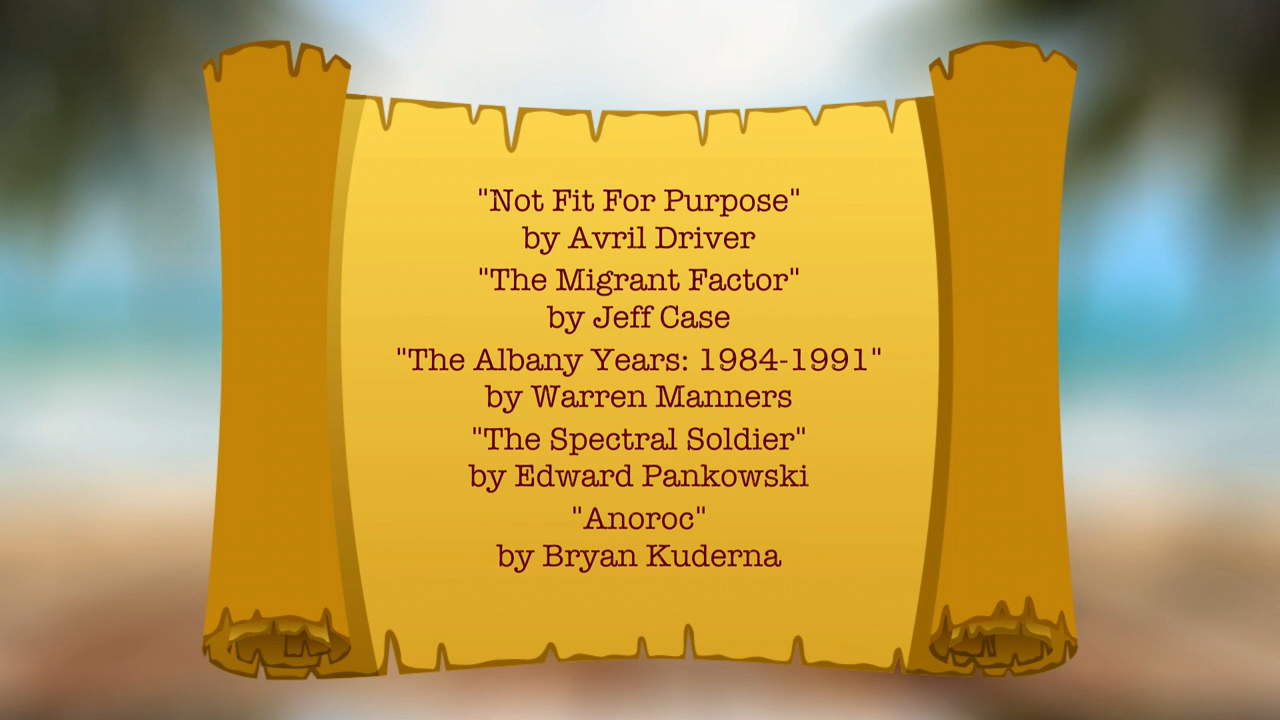 "Not Fit For Purpose"
by Avril Driver
"The Migrant Factor"
by Jeff Case
"The Albany Years: 1984-1991"
by Warren Manners
"The Spectral Soldier"
by Edward Pankowski
"Anoroc"
by Bryan Kuderna